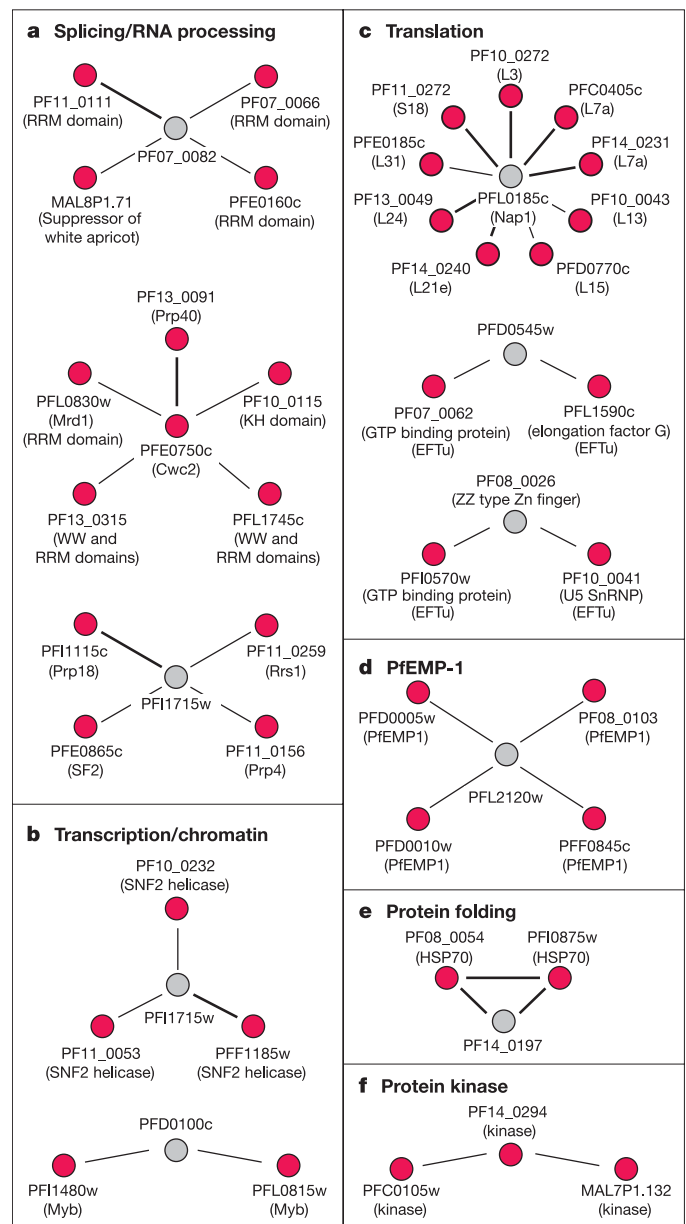 a Splicing/RNA processing
PF11_0111
(RRM domain)
PF07_0066
(RRM domain)
PF07_0082
MAL8P1.71
(Suppressor of
white apricot)
PFE0160c
(RRM domain)
PF13_0091
(Prp40)
PFL0830w
(Mrd1)
(RRM domain)
PF10_0115
(KH domain)
PFE0750c
(Cwc2)
PF13_0315
(WW and
RRM domains)
PFL1745c
(WW and
RRM domains)
PFI1115c
(Prp18)
PF11_0259
(Rrs1)
PFI1715w
PFE0865c
(SF2)
PF11_0156
(Prp4)
b Transcription/chromatin
PF10_0232
(SNF2 helicase)
PFI1715w
PF11_0053
(SNF2 helicase)
PFF1185w
(SNF2 helicase)
PFD0100c
PFI1480w
(Myb)
PFL0815w
(Myb)
c Translation
PF10_0272
(L3)
PF11_0272
(S18)
PFC0405c
(L7a)
PFE0185c
(L31)
PF14_0231
(L7a)
PFL0185c
(Nap1)
PF13_0049
(L24)
PF10_0043
(L13)
PF14_0240
(L21e)
PFD0770c
(L15)
PFD0545w
PF07_0062
(GTP binding protein)
(EFTu)
PFL1590c
(elongation factor G)
(EFTu)
PF08_0026
(ZZ type Zn finger)
PFI0570w
(GTP binding protein)
(EFTu)
PF10_0041
(U5 SnRNP)
(EFTu)
d PfEMP-1
PFD0005w
(PfEMP1)
PF08_0103
(PfEMP1)
PFL2120w
PFD0010w
(PfEMP1)
PFF0845c
(PfEMP1)
e Protein folding
PF08_0054
(HSP70)
PFI0875w
(HSP70)
PF14_0197
f Protein kinase
PF14_0294
(kinase)
PFC0105w
(kinase)
MAL7P1.132
(kinase)